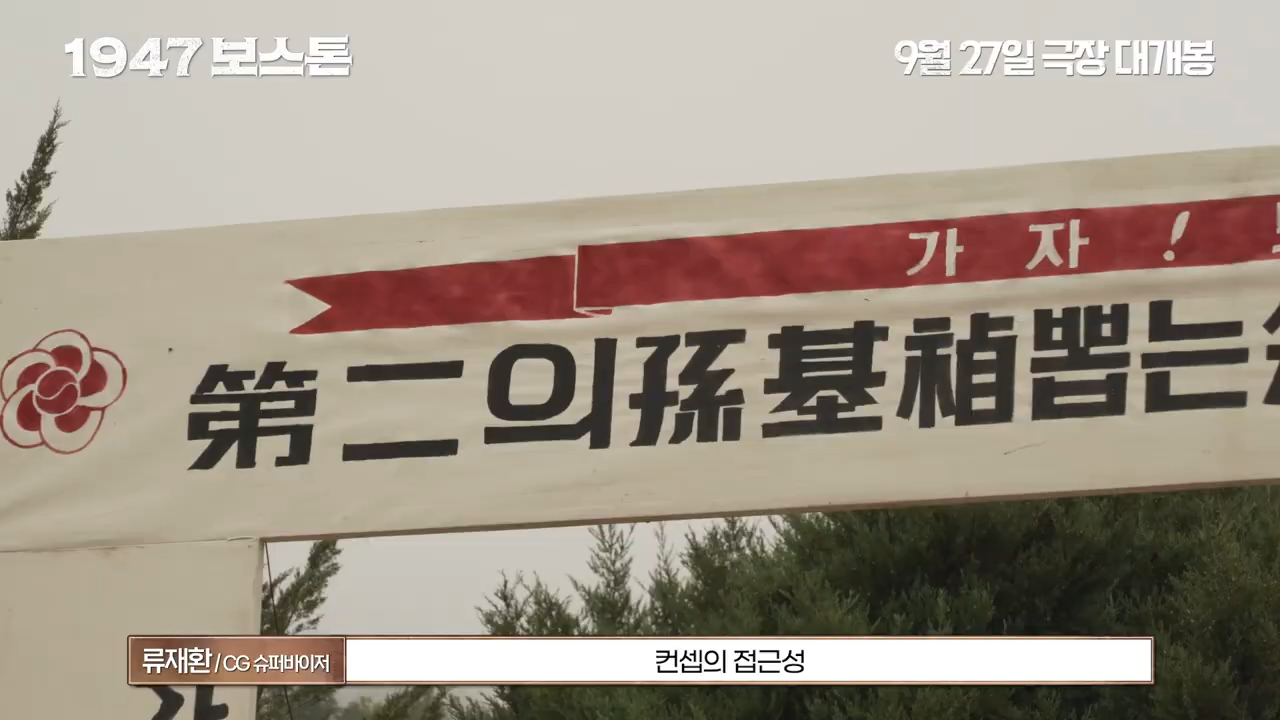 1947 보스톤
9월 27일 극장 대개봉
가자!
第二의孫基禎뽑는
류재환 / CG 슈퍼바이저
컨셉의 접근성